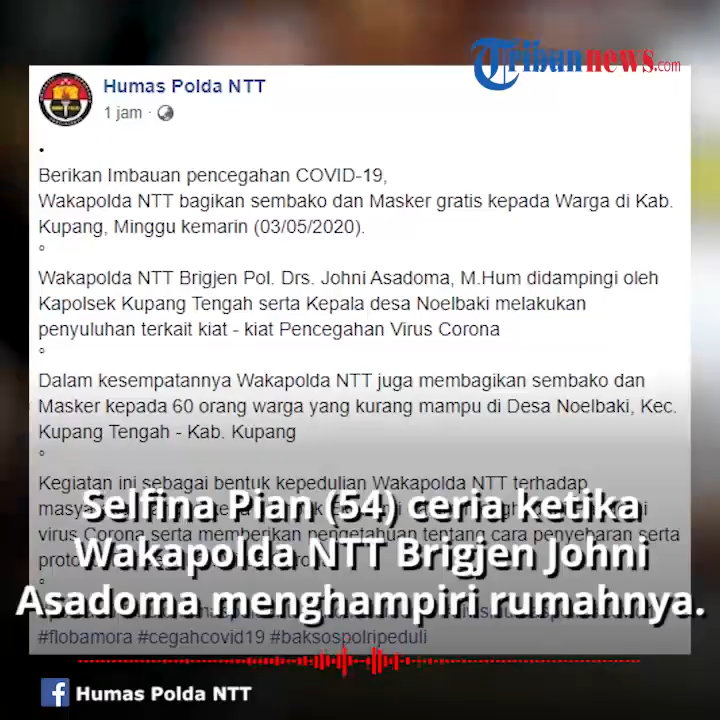 Tribunnews.com
Humas Polda NTT
1 jam ·
.
Berikan Imbauan pencegahan COVID-19,
Wakapolda NTT bagikan sembako dan Masker gratis kepada Warga di Kab.
Kupang, Minggu kemarin (03/05/2020).
°
Wakapolda NTT Brigjen Pol. Drs. Johni Asadoma, M.Hum didampingi oleh
Kapolsek Kupang Tengah serta Kepala desa Noelbaki melakukan
penyuluhan terkait kiat - kiat Pencegahan Virus Corona
°
Dalam kesempatannya Wakapolda NTT juga membagikan sembako dan
Masker kepada 60 orang warga yang kurang mampu di Desa Noelbaki, Kec.
Kupang Tengah - Kab. Kupang
°
Kegiatan ini sebagai bentuk kepedulian Wakapolda NTT terhadap
virus Corona serta memberikan pengetahuan tentang cara penyebaran serta
#flobamora #cegahcovid19 #baksospolripeduli
Selfina Pian (54) ceria ketika
Wakapolda NTT Brigjen Johni
Asadoma menghampiri rumahnya.
f Humas Polda NTT